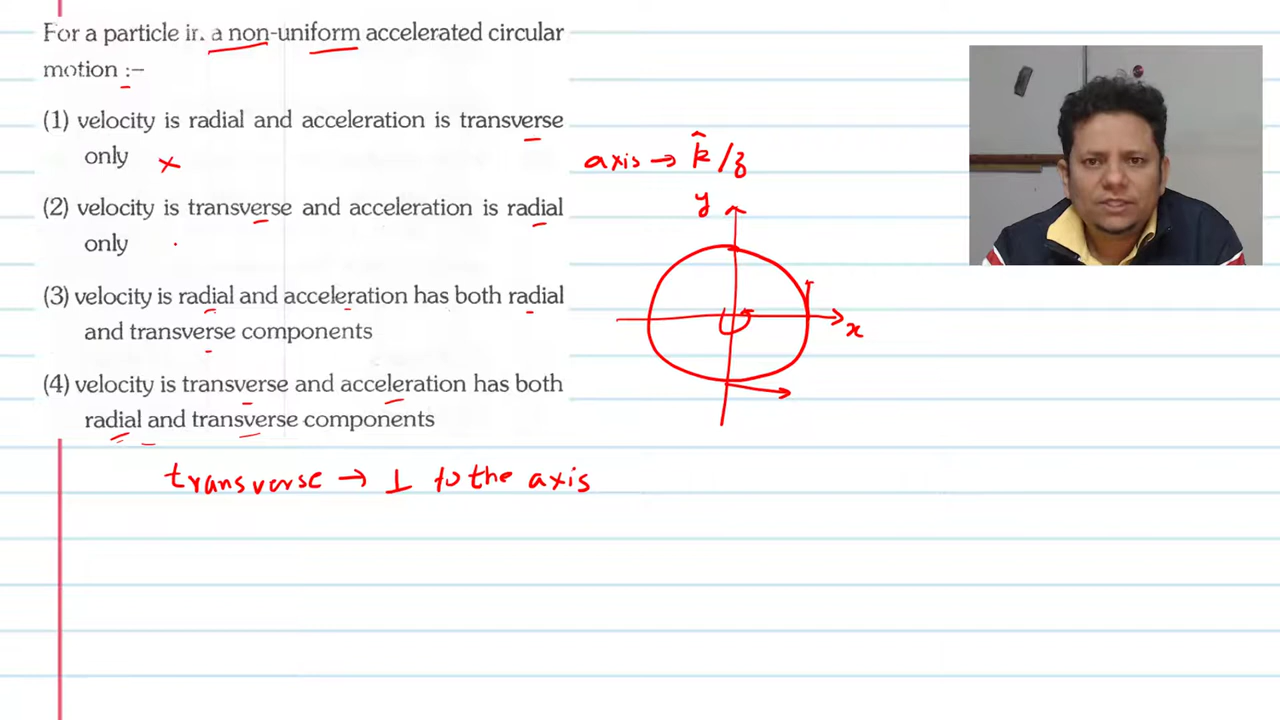 For a particle in a non-uniform accelerated circular
motion :–
(1) velocity is radial and acceleration is transverse
only ×
(2) velocity is transverse and acceleration is radial
only
(3) velocity is radial and acceleration has both radial
and transverse components
(4) velocity is transverse and acceleration has both
radial and transverse components
transverse → ⊥ to the axis
axis → k̂ / z
y
x